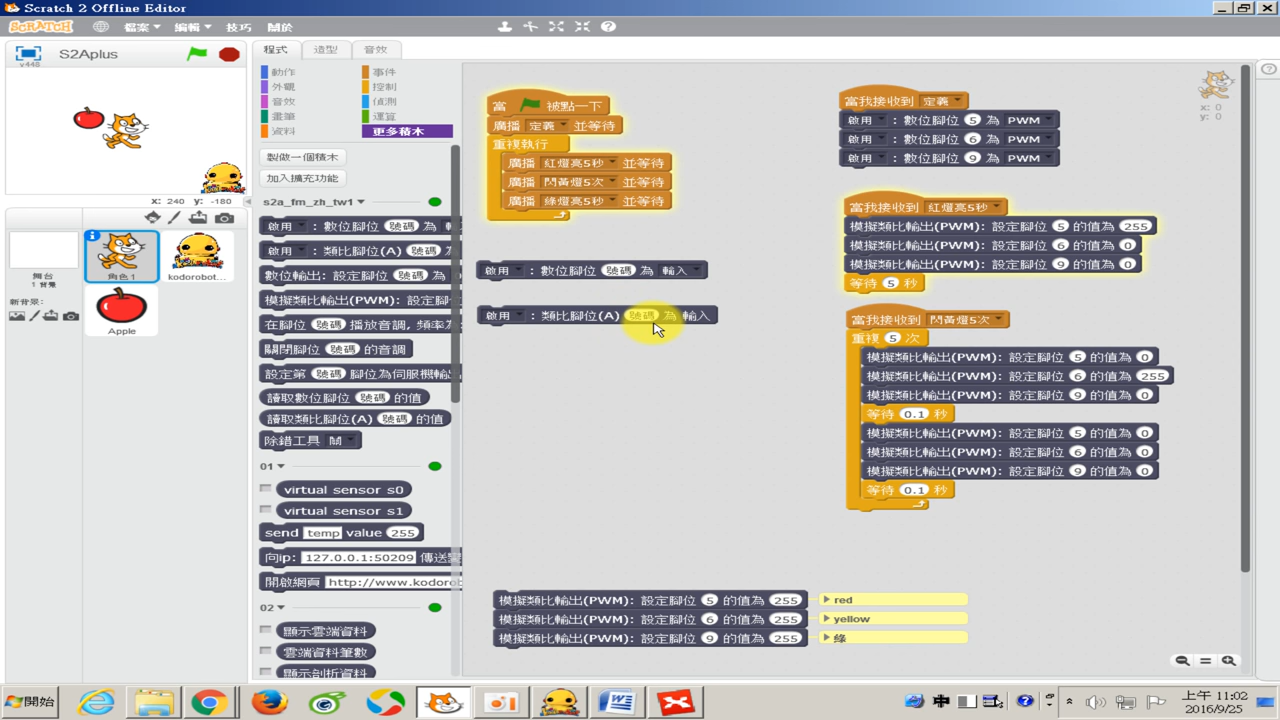 Scratch 2 Offline Editor
SCRATCH 檔案 編輯 技巧 關於
S2Aplus
v448
x: 240 y: -180
舞台
1 背景
新背景:
角色1
kodorobot...
Apple
程式 造型 音效
動作 事件
外觀 控制
音效 偵測
畫筆 運算
資料 更多積木
製做一個積木
加入擴充功能
s2a_fm_zh_tw1
啟用 : 數位腳位 號碼 為 輸
啟用 : 類比腳位(A) 號碼 為
數位輸出: 設定腳位 號碼 為
模擬類比輸出(PWM): 設定腳
在腳位 號碼 播放音調, 頻率為
關閉腳位 號碼 的音調
設定第 號碼 腳位為伺服機輸出
讀取數位腳位 號碼 的值
讀取類比腳位(A) 號碼 的值
除錯工具 關
01
virtual sensor s0
virtual sensor s1
send temp value 255
向ip: 127.0.0.1:50209 傳送
開啟網頁 http://www.kodorob
02
顯示雲端資料
雲端資料筆數
顯示剖析資料
當 被點一下
廣播 定義 並等待
重複執行
廣播 紅燈亮5秒 並等待
廣播 閃黃燈5次 並等待
廣播 綠燈亮5秒 並等待
啟用 : 數位腳位 號碼 為 輸入
啟用 : 類比腳位(A) 號碼 為 輸入
模擬類比輸出(PWM): 設定腳位 5 的值為 255 red
模擬類比輸出(PWM): 設定腳位 6 的值為 255 yellow
模擬類比輸出(PWM): 設定腳位 9 的值為 255 綠
當我接收到 定義
啟用 : 數位腳位 5 為 PWM
啟用 : 數位腳位 6 為 PWM
啟用 : 數位腳位 9 為 PWM
當我接收到 紅燈亮5秒
模擬類比輸出(PWM): 設定腳位 5 的值為 255
模擬類比輸出(PWM): 設定腳位 6 的值為 0
模擬類比輸出(PWM): 設定腳位 9 的值為 0
等待 5 秒
當我接收到 閃黃燈5次
重複 5 次
模擬類比輸出(PWM): 設定腳位 5 的值為 0
模擬類比輸出(PWM): 設定腳位 6 的值為 255
模擬類比輸出(PWM): 設定腳位 9 的值為 0
等待 0.1 秒
模擬類比輸出(PWM): 設定腳位 5 的值為 0
模擬類比輸出(PWM): 設定腳位 6 的值為 0
模擬類比輸出(PWM): 設定腳位 9 的值為 0
等待 0.1 秒
x: 0
y: 0
開始
上午 11:02
2016/9/25